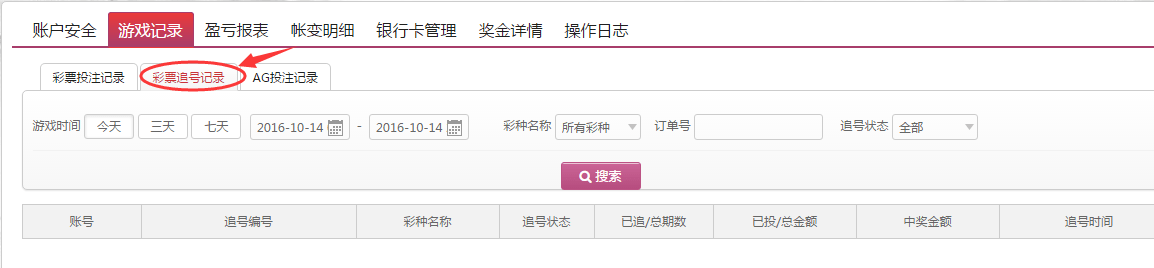 账户安全 游戏记录 盈亏报表 帐变明细 银行卡管理 奖金详情 操作日志
彩票投注记录 彩票追号记录 AG投注记录
游戏时间 今天 三天 七天 2016-10-14 - 2016-10-14 彩种名称 所有彩种 订单号 追号状态 全部
搜索
账号 追号编号 彩种名称 追号状态 已追/总期数 已投/总金额 中奖金额 追号时间